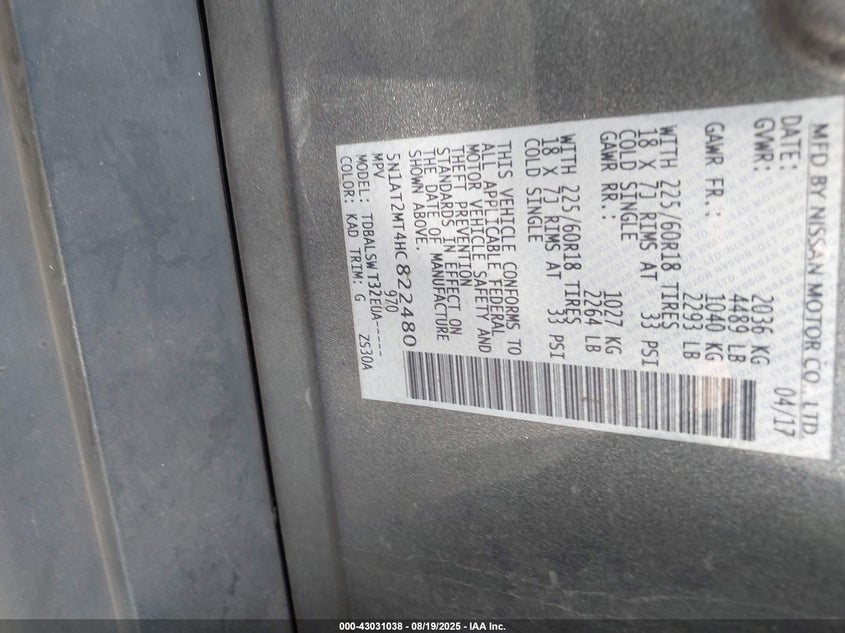 MFD BY NISSAN MOTOR CO., LTD.
DATE: 04/17
GVWR: 2036 KG
4489 LB
GAWR FR.: 1040 KG
2293 LB
WITH 225/60R18 TIRES
18 X 7J RIMS AT 33 PSI
COLD SINGLE
GAWR RR.: 1027 KG
2264 LB
WITH 225/60R18 TIRES
18 X 7J RIMS AT 33 PSI
COLD SINGLE
THIS VEHICLE CONFORMS TO
ALL APPLICABLE FEDERAL
MOTOR VEHICLE SAFETY AND
THEFT PREVENTION
STANDARDS IN EFFECT ON
THE DATE OF MANUFACTURE
SHOWN ABOVE.
5N1AT2MT4HC822480
MPV 970
MODEL: TDBALSWT32EUA-----
COLOR: KAD TRIM: G ZS30A
000-43031038 - 08/19/2025 - IAA Inc.